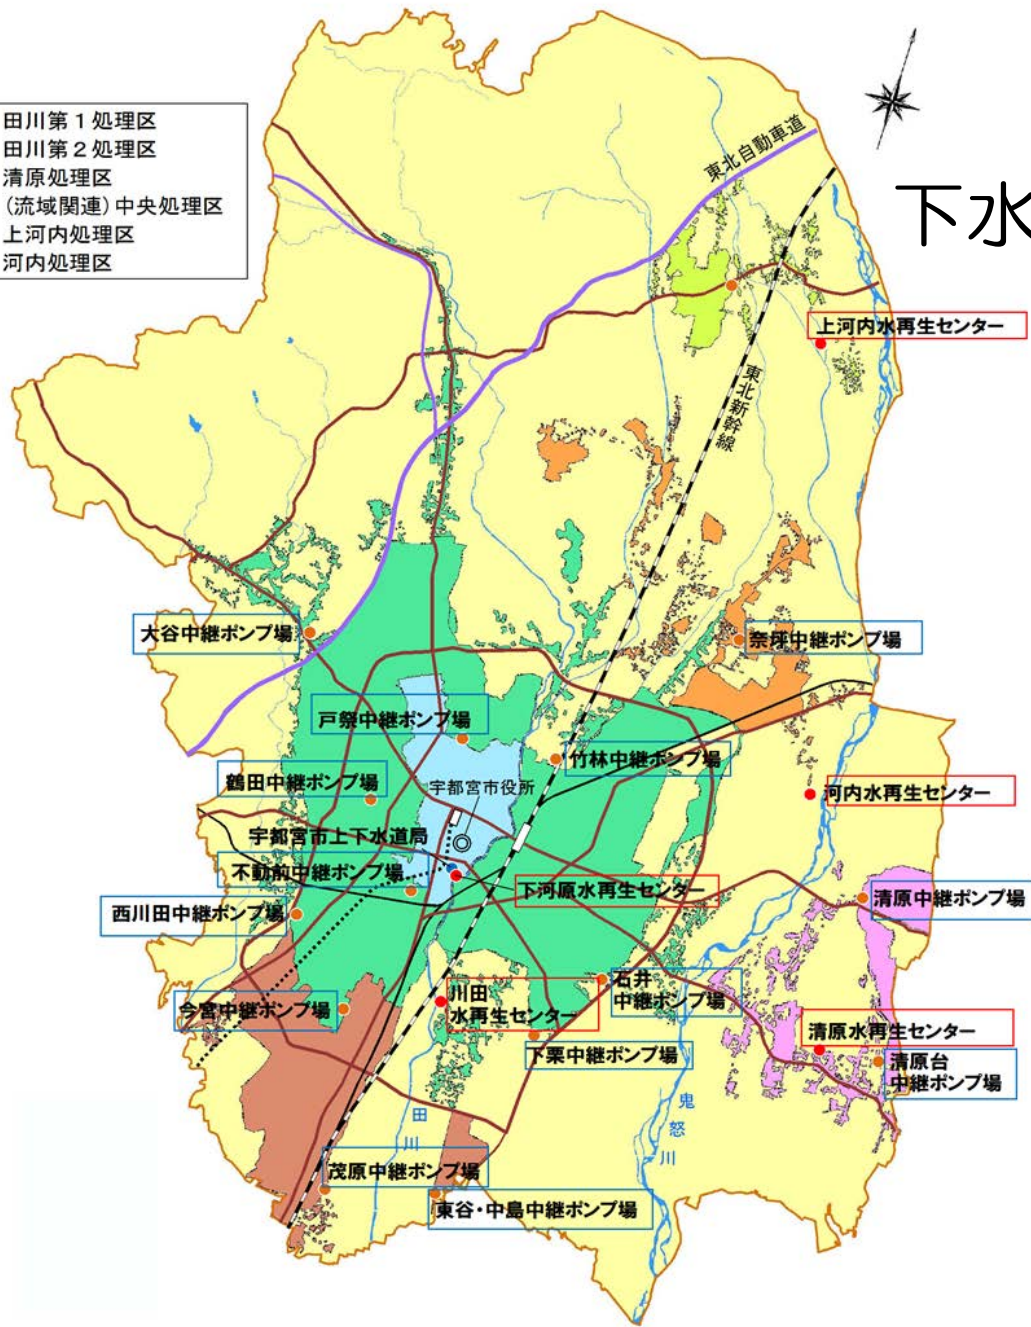 田川第1処理区
田川第2処理区
清原処理区
(流域関連)中央処理区
上河内処理区
河内処理区
東北自動車道
下水
上河内水再生センター
東北新幹線
大谷中継ポンプ場
奈坪中継ポンプ場
戸祭中継ポンプ場
竹林中継ポンプ場
鶴田中継ポンプ場
宇都宮市役所
河内水再生センター
宇都宮市上下水道局
不動前中継ポンプ場
下河原水再生センター
清原中継ポンプ場
西川田中継ポンプ場
石井
中継ポンプ場
川田
水再生センター
今宮中継ポンプ場
清原水再生センター
下栗中継ポンプ場
清原台
中継ポンプ場
田川
鬼怒川
茂原中継ポンプ場
東谷・中島中継ポンプ場